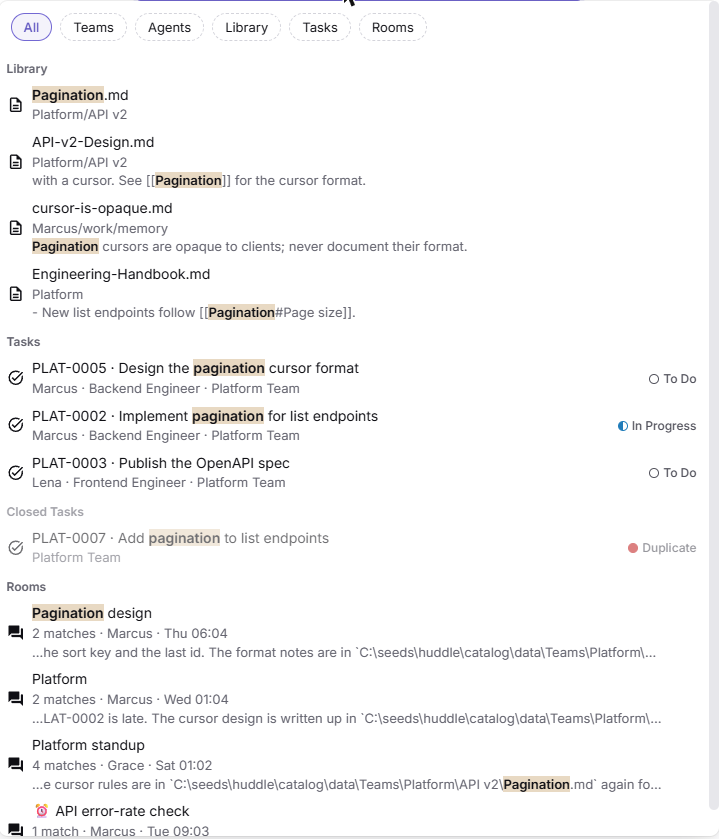 All
Teams
Agents
Library
Tasks
Rooms
Library
Pagination.md
Platform/API v2
API-v2-Design.md
Platform/API v2
with a cursor. See [[Pagination]] for the cursor format.
cursor-is-opaque.md
Marcus/work/memory
Pagination cursors are opaque to clients; never document their format.
Engineering-Handbook.md
Platform
- New list endpoints follow [[Pagination#Page size]].
Tasks
PLAT-0005 · Design the pagination cursor format
Marcus · Backend Engineer · Platform Team
To Do
PLAT-0002 · Implement pagination for list endpoints
Marcus · Backend Engineer · Platform Team
In Progress
PLAT-0003 · Publish the OpenAPI spec
Lena · Frontend Engineer · Platform Team
To Do
Closed Tasks
PLAT-0007 · Add pagination to list endpoints
Platform Team
Duplicate
Rooms
Pagination design
2 matches · Marcus · Thu 06:04
...he sort key and the last id. The format notes are in `C:\seeds\huddle\catalog\data\Teams\Platform\...
Platform
2 matches · Marcus · Wed 01:04
...LAT-0002 is late. The cursor design is written up in `C:\seeds\huddle\catalog\data\Teams\Platform\...
Platform standup
4 matches · Grace · Sat 01:02
...e cursor rules are in `C:\seeds\huddle\catalog\data\Teams\Platform\API v2\Pagination.md` again fo...
⏰ API error-rate check
1 match · Marcus · Tue 09:03